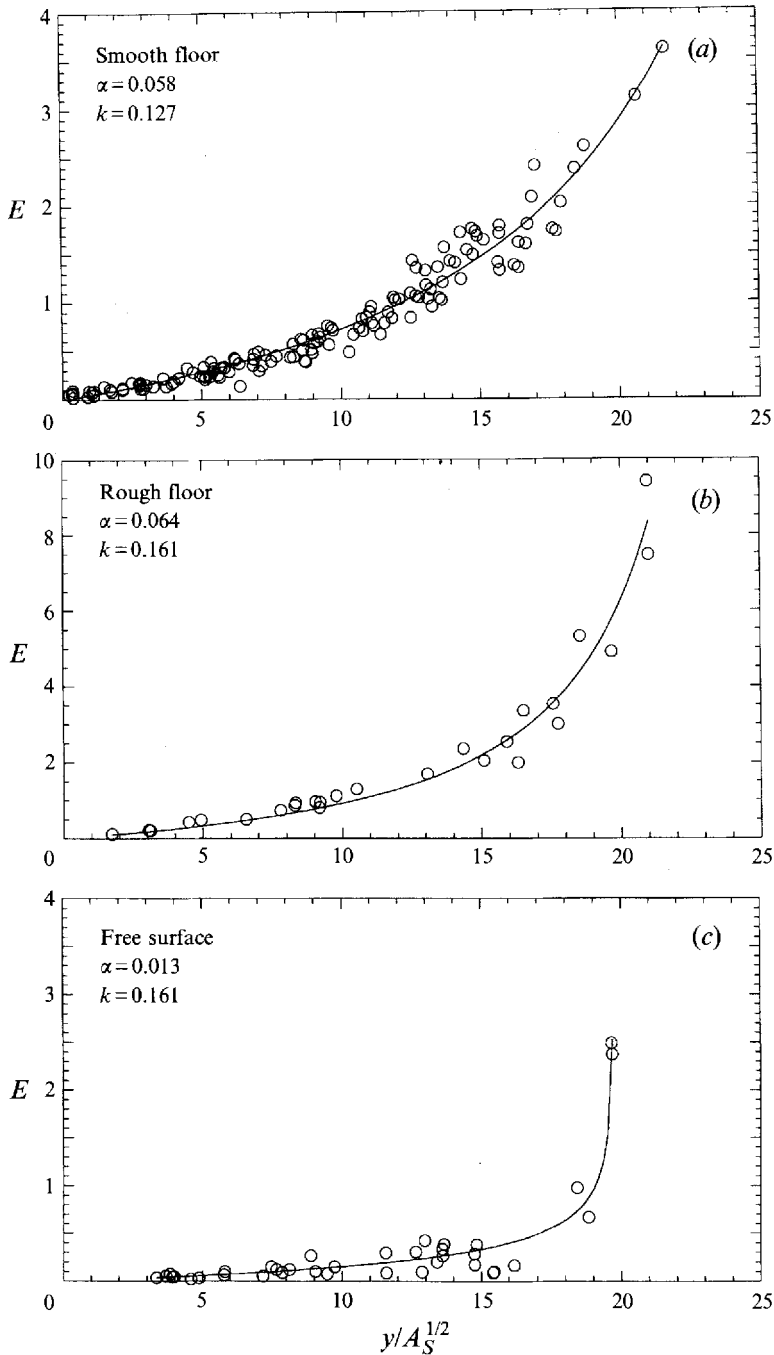 4
Smooth floor
(a)
α=0.058
k=0.127
3
E
2
1
0
5
10
15
20
25
10
Rough floor
(b)
α=0.064
k=0.161
8
6
E
4
2
0
5
10
15
20
25
4
Free surface
(c)
α=0.013
k=0.161
3
E
2
1
0
5
10
15
20
25
y/A_S^{1/2}